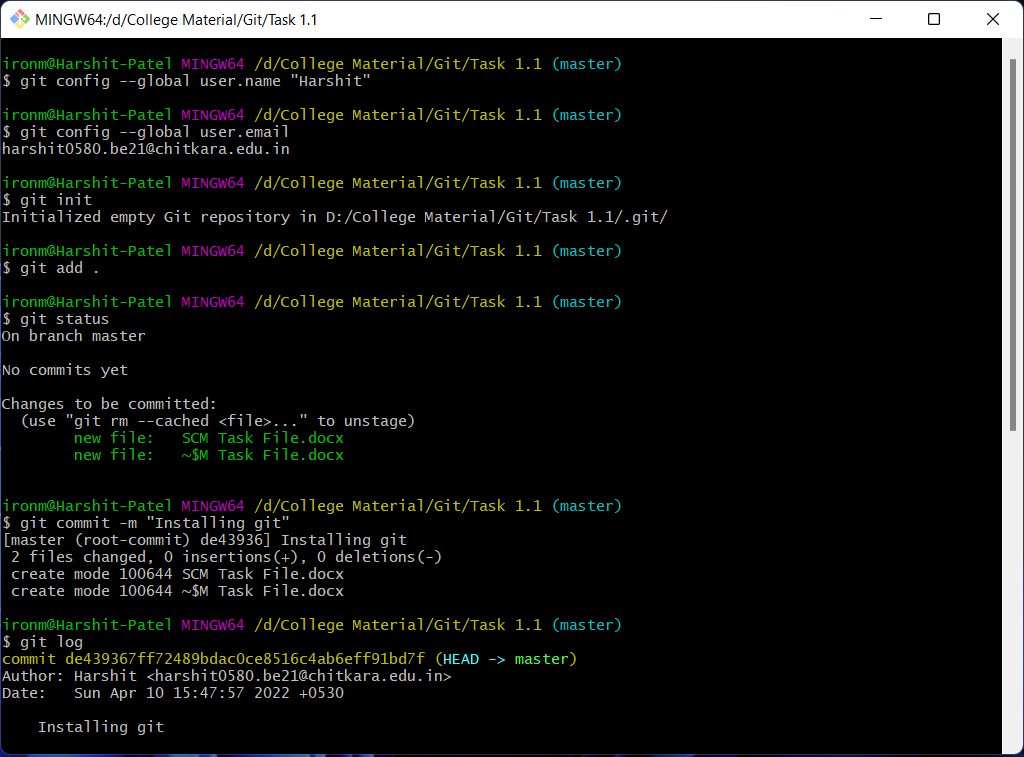 MINGW64:/d/College Material/Git/Task 1.1
ironm@Harshit-Patel MINGW64 /d/College Material/Git/Task 1.1 (master)
$ git config --global user.name "Harshit"
ironm@Harshit-Patel MINGW64 /d/College Material/Git/Task 1.1 (master)
$ git config --global user.email
harshit0580.be21@chitkara.edu.in
ironm@Harshit-Patel MINGW64 /d/College Material/Git/Task 1.1 (master)
$ git init
Initialized empty Git repository in D:/College Material/Git/Task 1.1/.git/
ironm@Harshit-Patel MINGW64 /d/College Material/Git/Task 1.1 (master)
$ git add .
ironm@Harshit-Patel MINGW64 /d/College Material/Git/Task 1.1 (master)
$ git status
On branch master
No commits yet
Changes to be committed:
  (use "git rm --cached <file>..." to unstage)
        new file:   SCM Task File.docx
        new file:   ~$M Task File.docx
ironm@Harshit-Patel MINGW64 /d/College Material/Git/Task 1.1 (master)
$ git commit -m "Installing git"
[master (root-commit) de43936] Installing git
 2 files changed, 0 insertions(+), 0 deletions(-)
 create mode 100644 SCM Task File.docx
 create mode 100644 ~$M Task File.docx
ironm@Harshit-Patel MINGW64 /d/College Material/Git/Task 1.1 (master)
$ git log
commit de439367ff72489bdac0ce8516c4ab6eff91bd7f (HEAD -> master)
Author: Harshit <harshit0580.be21@chitkara.edu.in>
Date:   Sun Apr 10 15:47:57 2022 +0530
    Installing git